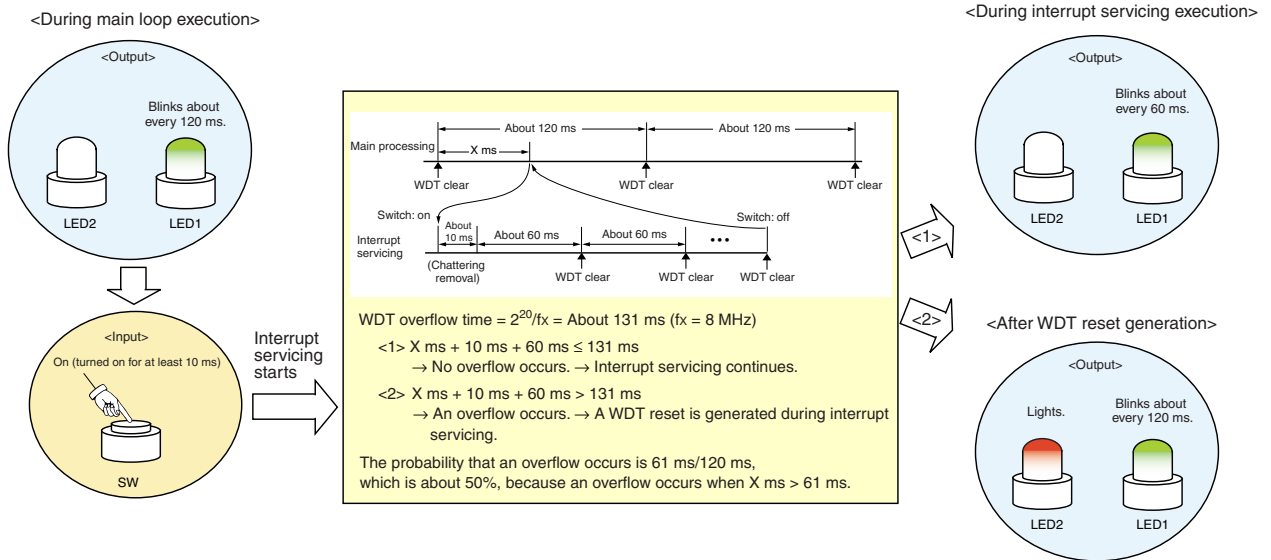 <During main loop execution>
<Output>
Blinks about
every 120 ms.
LED2
LED1
<Input>
On (turned on for at least 10 ms)
SW
Interrupt
servicing
starts
About 120 ms
About 120 ms
Main processing
X ms
WDT clear
WDT clear
WDT clear
Switch: on
Switch: off
Interrupt
servicing
About
10 ms
About 60 ms
About 60 ms
•••
(Chattering
removal)
WDT clear
WDT clear
WDT clear
WDT overflow time = 2²⁰/fx = About 131 ms (fx = 8 MHz)
<1> X ms + 10 ms + 60 ms ≤ 131 ms
→ No overflow occurs. → Interrupt servicing continues.
<2> X ms + 10 ms + 60 ms > 131 ms
→ An overflow occurs. → A WDT reset is generated during interrupt
servicing.
The probability that an overflow occurs is 61 ms/120 ms,
which is about 50%, because an overflow occurs when X ms > 61 ms.
<1>
<2>
<During interrupt servicing execution>
<Output>
Blinks about
every 60 ms.
LED2
LED1
<After WDT reset generation>
<Output>
Lights.
Blinks about
every 120 ms.
LED2
LED1